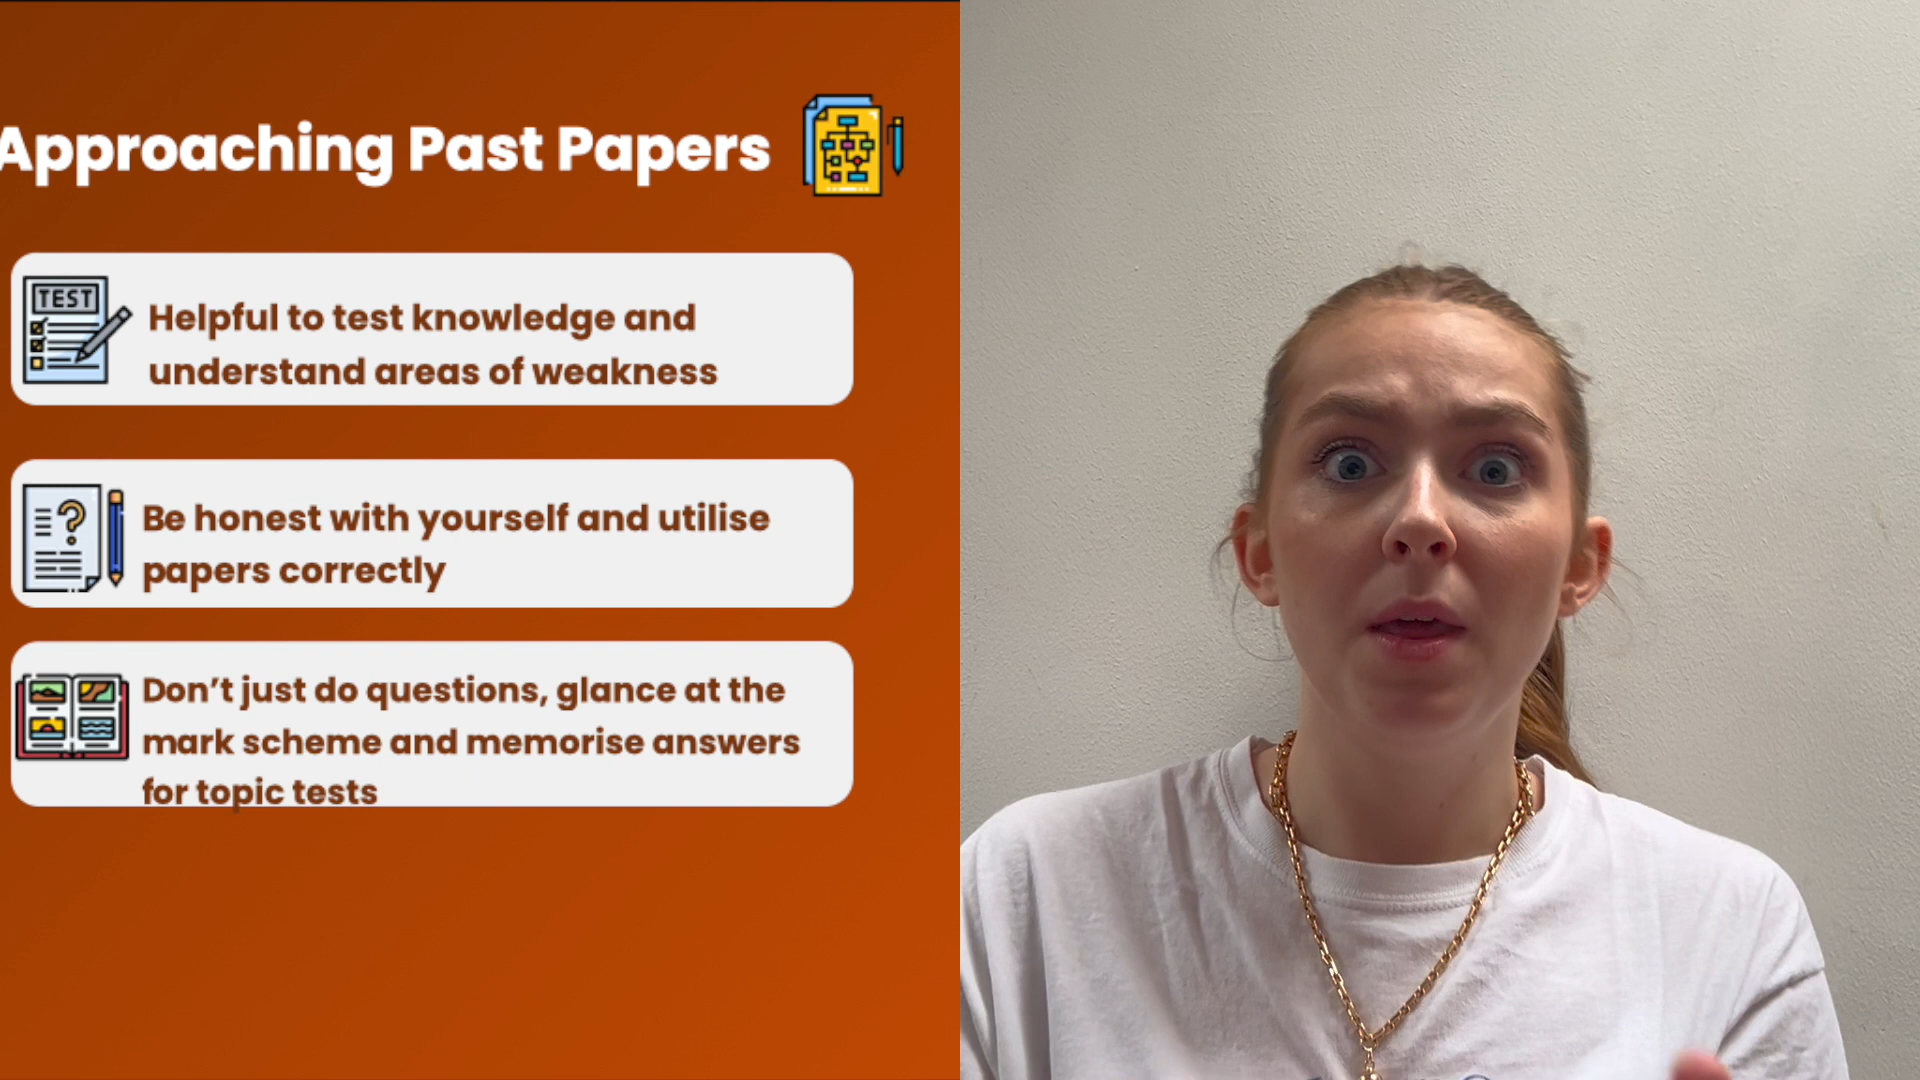 Approaching Past Papers
TEST
Helpful to test knowledge and
understand areas of weakness
?
Be honest with yourself and utilise
papers correctly
Don't just do questions, glance at the
mark scheme and memorise answers
for topic tests